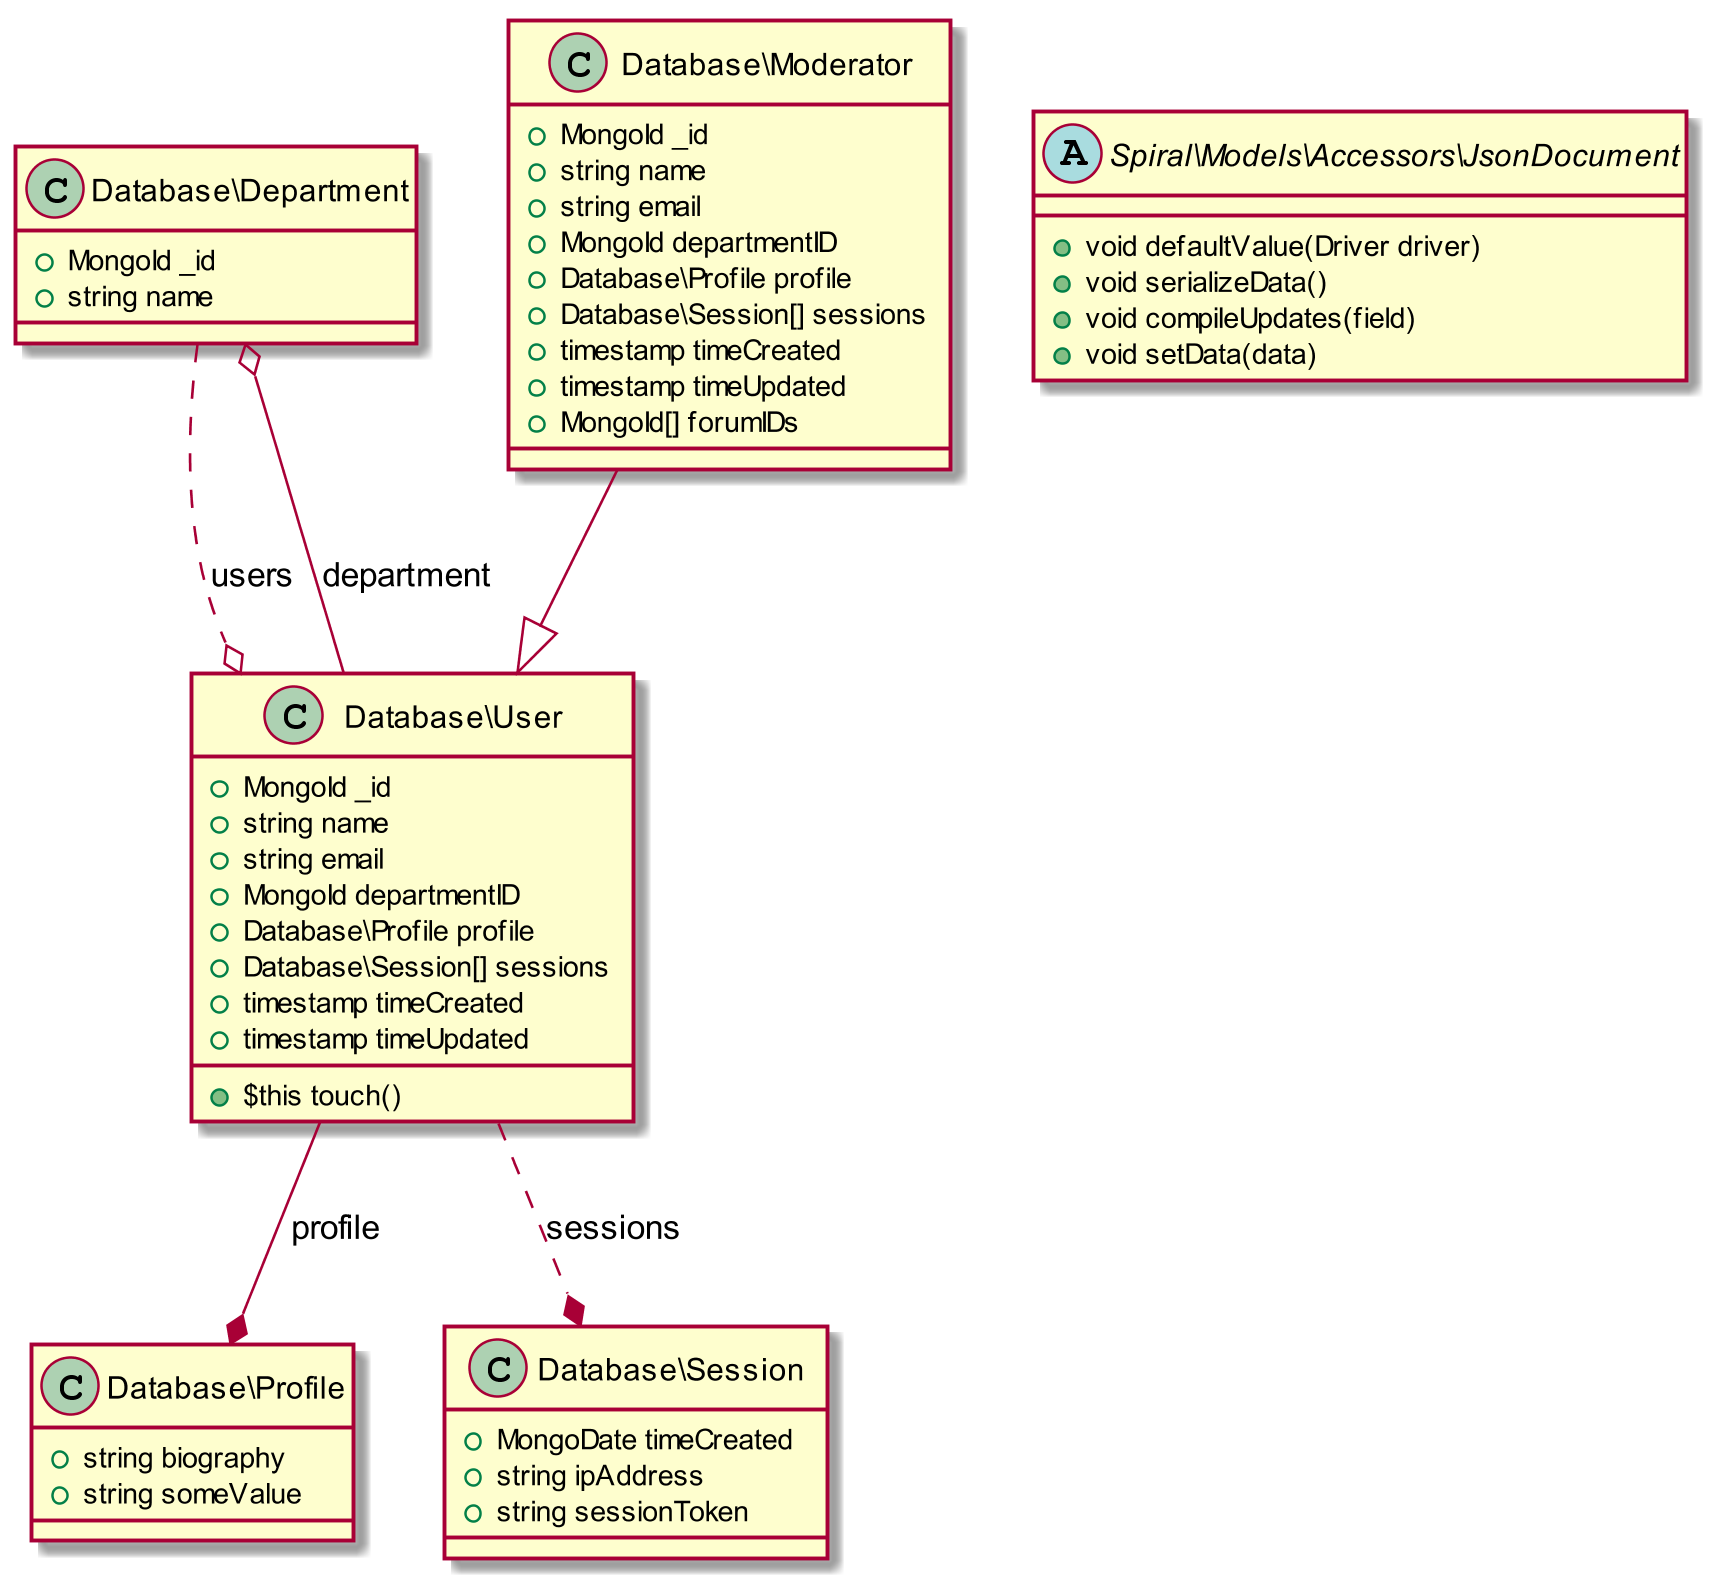 C Database\Department
MongoId _id
string name
C Database\Moderator
MongoId _id
string name
string email
MongoId departmentID
Database\Profile profile
Database\Session[] sessions
timestamp timeCreated
timestamp timeUpdated
MongoId[] forumIDs
A Spiral\Models\Accessors\JsonDocument
void defaultValue(Driver driver)
void serializeData()
void compileUpdates(field)
void setData(data)
users
department
C Database\User
MongoId _id
string name
string email
MongoId departmentID
Database\Profile profile
Database\Session[] sessions
timestamp timeCreated
timestamp timeUpdated
$this touch()
profile
sessions
C Database\Profile
string biography
string someValue
C Database\Session
MongoDate timeCreated
string ipAddress
string sessionToken